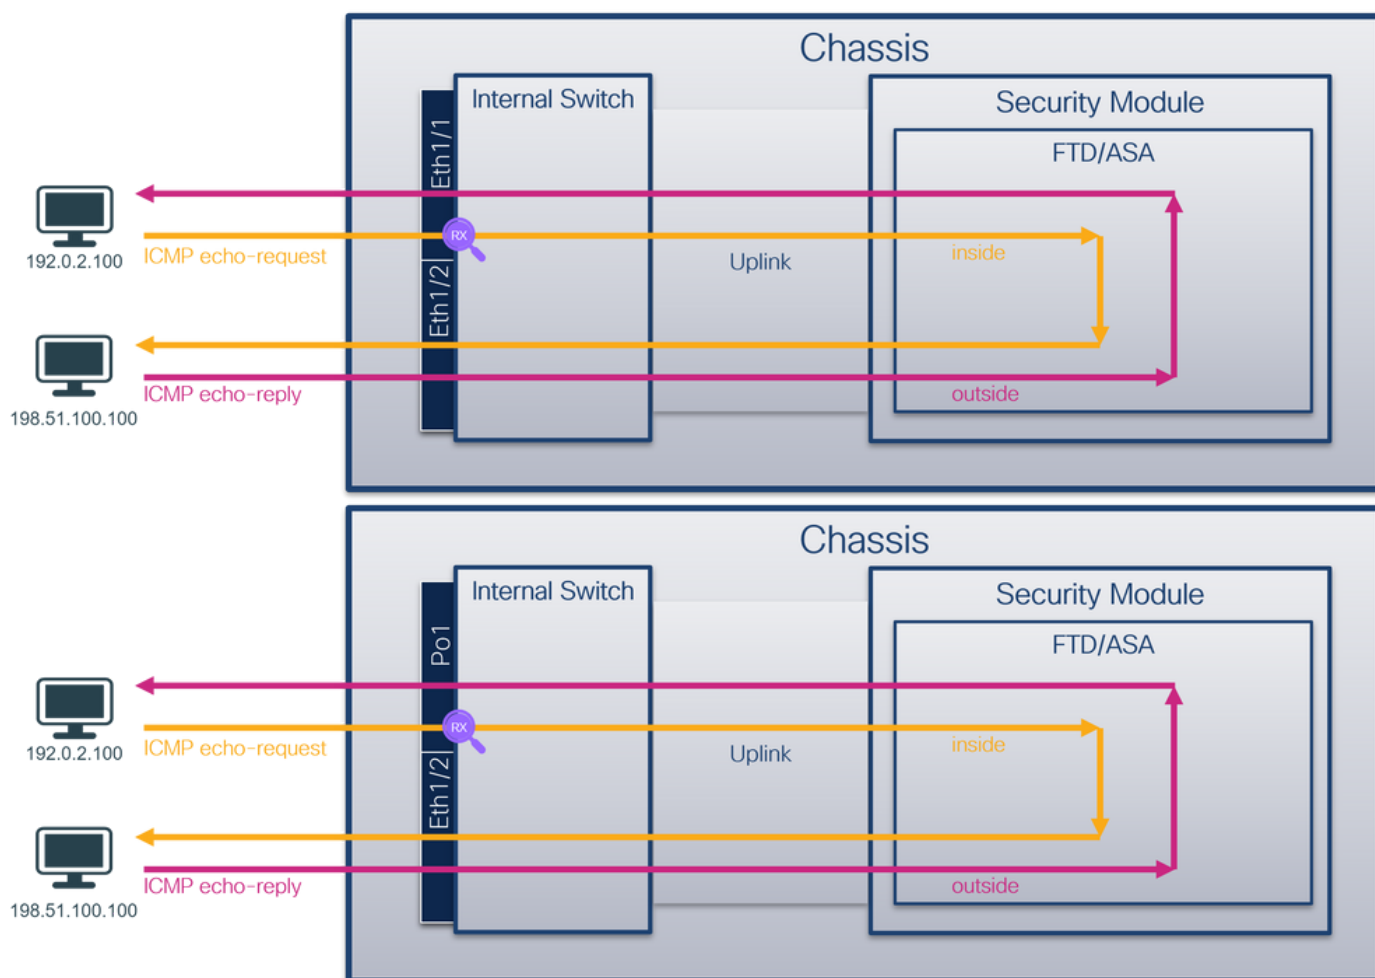 Chassis
Internal Switch
Security Module
FTD/ASA
Eth1/1
192.0.2.100
ICMP echo-request
RX
Uplink
inside
Eth1/2
198.51.100.100
ICMP echo-reply
outside
Chassis
Internal Switch
Security Module
FTD/ASA
Po1
192.0.2.100
ICMP echo-request
RX
Uplink
inside
Eth1/2
198.51.100.100
ICMP echo-reply
outside